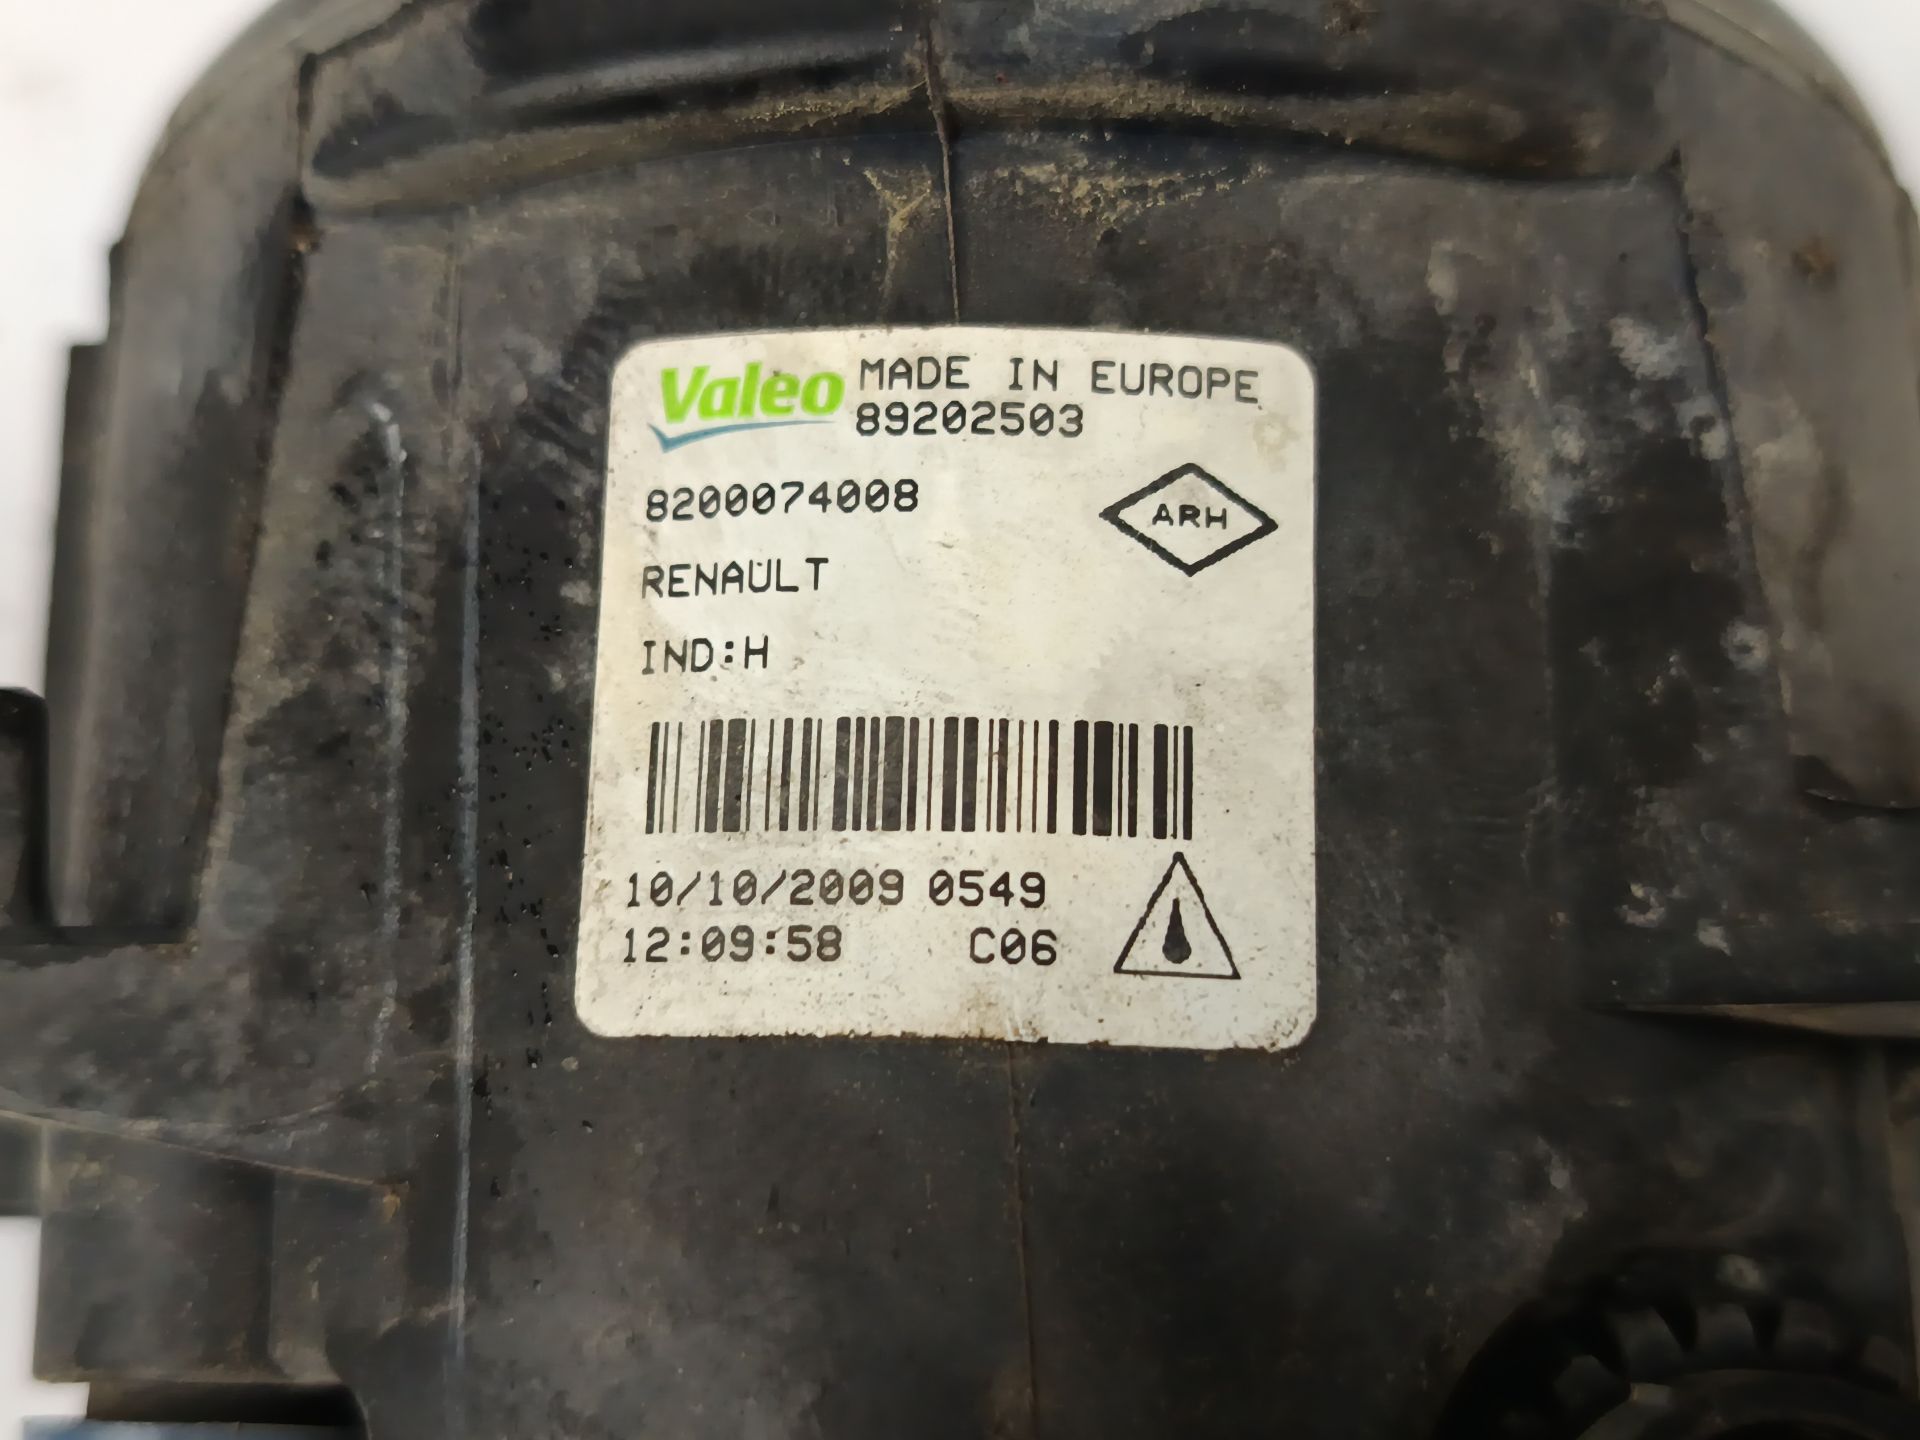 Valeo MADE IN EUROPE
89202503
8200074008
ARH
RENAULT
IND:H
10/10/2009 0549
12:09:58 C06